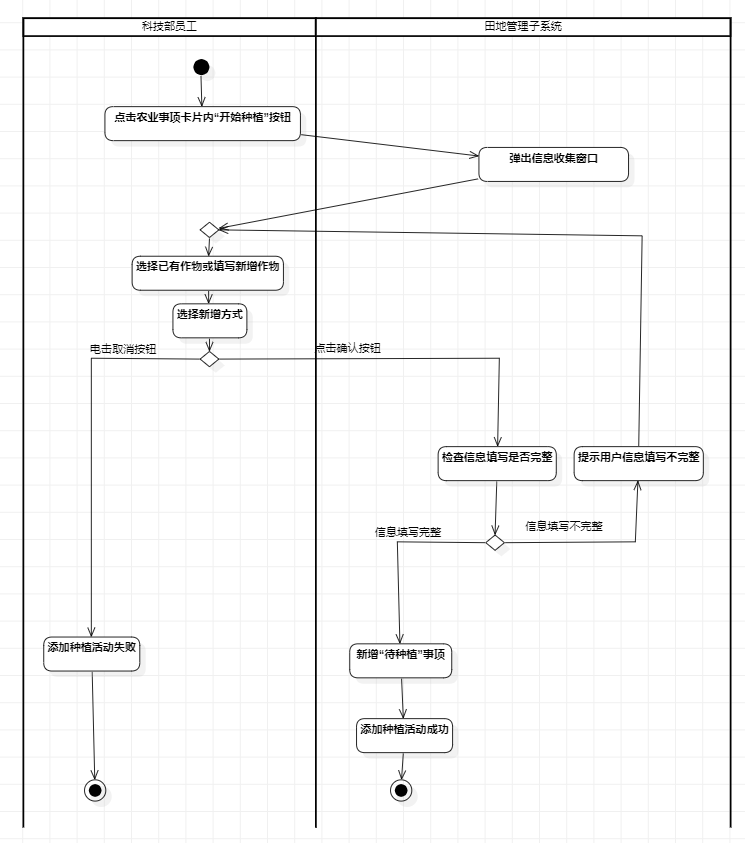 科技部员工
田地管理子系统
点击农业事项卡片内“开始种植”按钮
弹出信息收集窗口
选择已有作物或填写新增作物
选择新增方式
电击取消按钮
点击确认按钮
检查信息填写是否完整
提示用户信息填写不完整
信息填写完整
信息填写不完整
添加种植活动失败
新增“待种植”事项
添加种植活动成功